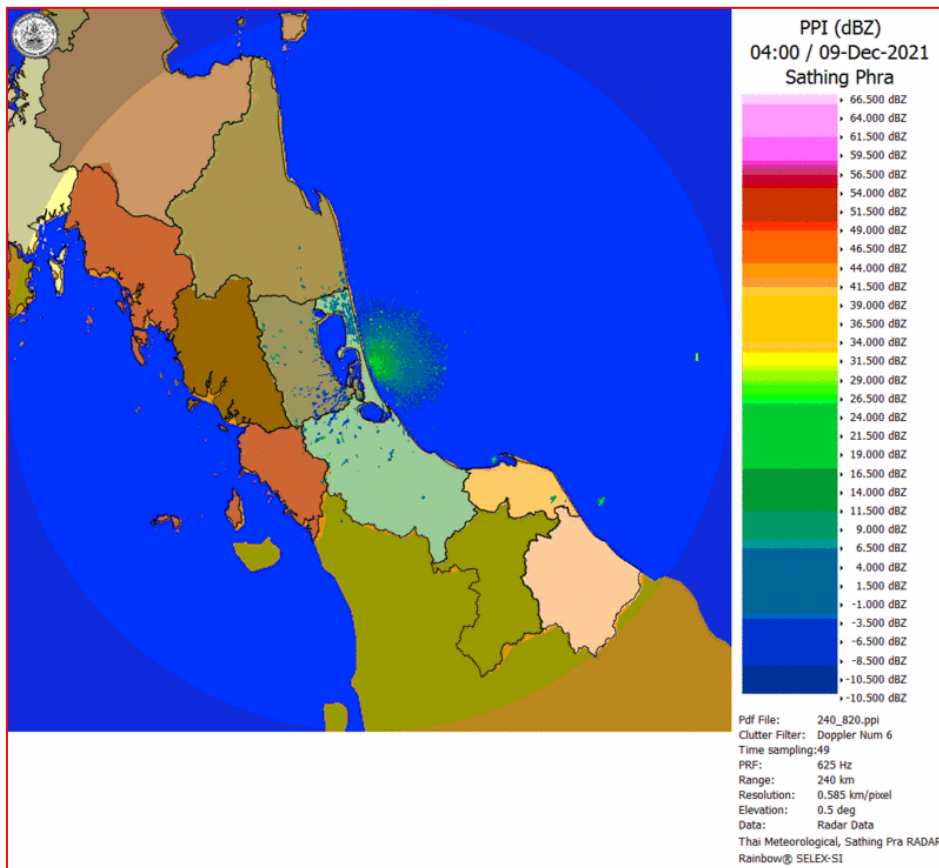 PPI (dBZ)
04:00 / 09-Dec-2021
Sathing Phra
66.500 dBZ
64.000 dBZ
61.500 dBZ
59.500 dBZ
56.500 dBZ
54.000 dBZ
51.500 dBZ
49.000 dBZ
46.500 dBZ
44.000 dBZ
41.500 dBZ
39.000 dBZ
36.500 dBZ
34.000 dBZ
31.500 dBZ
29.000 dBZ
26.500 dBZ
24.000 dBZ
21.500 dBZ
19.000 dBZ
16.500 dBZ
14.000 dBZ
11.500 dBZ
9.000 dBZ
6.500 dBZ
4.000 dBZ
1.500 dBZ
-1.000 dBZ
-3.500 dBZ
-6.500 dBZ
-8.500 dBZ
-10.500 dBZ
-10.500 dBZ
Pdf File: 240_820.ppi
Clutter Filter: Doppler Num 6
Time sampling:49
PRF: 625 Hz
Range: 240 km
Resolution: 0.585 km/pixel
Elevation: 0.5 deg
Data: Radar Data
Thai Meteorological, Sathing Pra RADAR
Rainbow® SELEX-SI